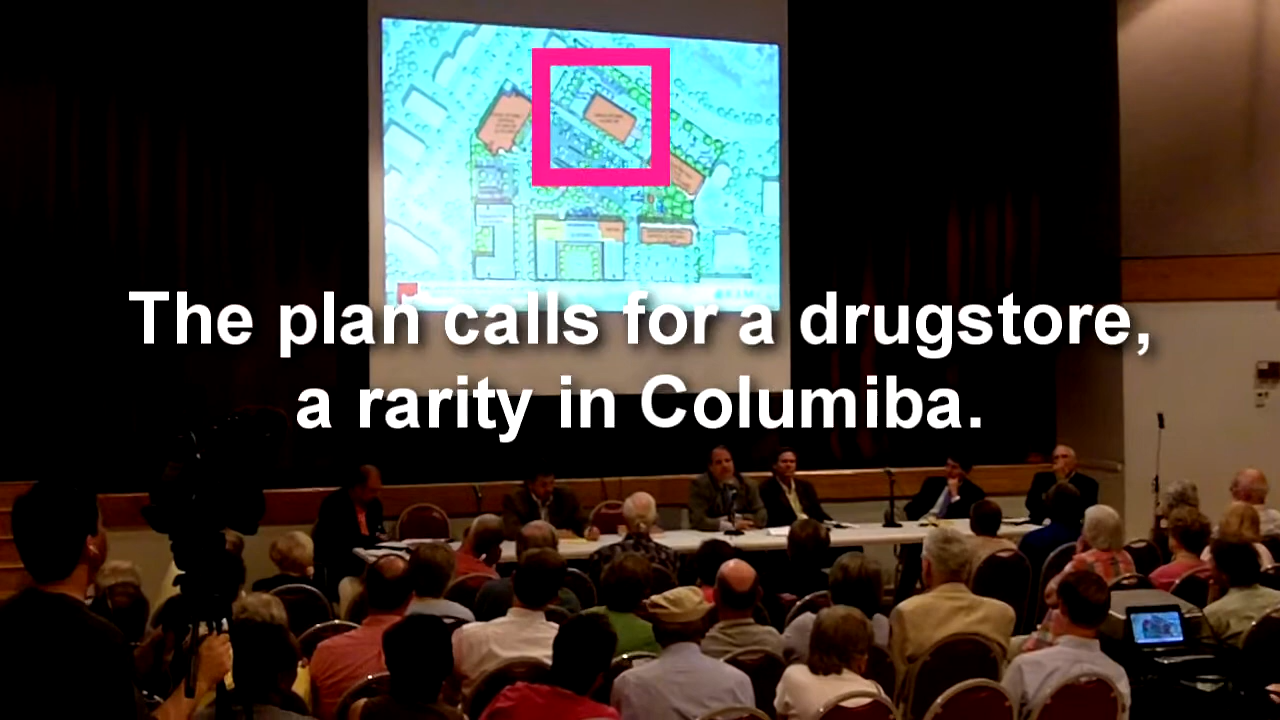 The plan calls for a drugstore,
a rarity in Columiba.